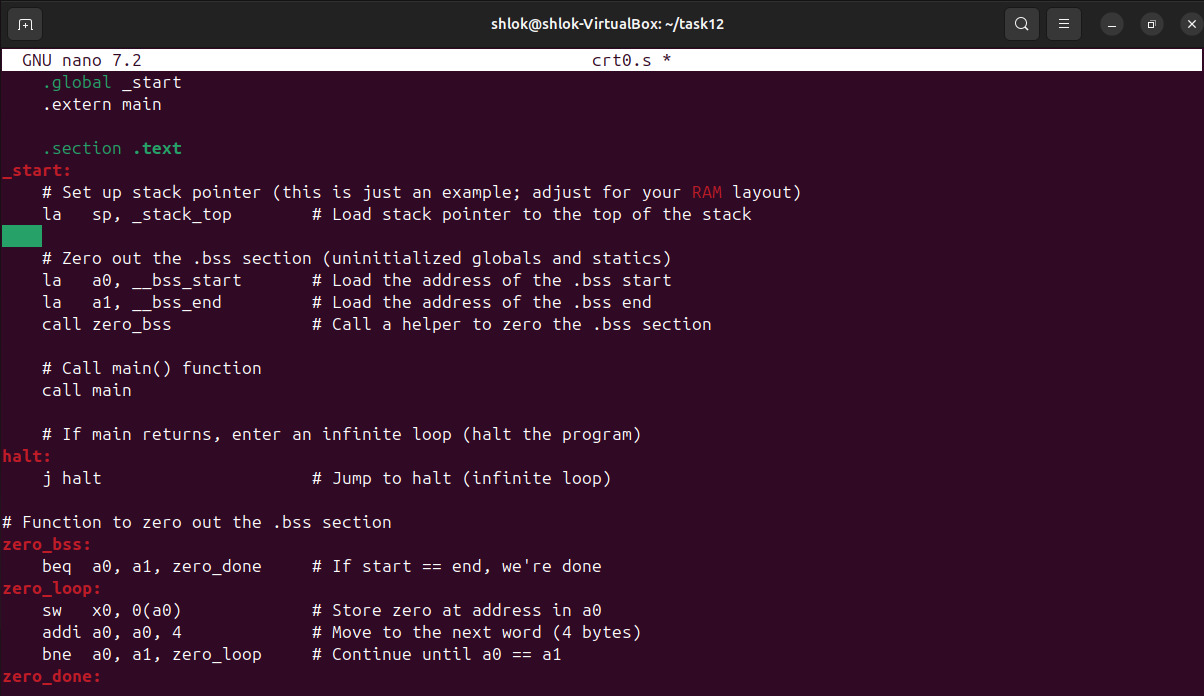 shlok@shlok-VirtualBox: ~/task12
GNU nano 7.2                    crt0.s *
    .global _start
    .extern main

    .section .text
_start:
    # Set up stack pointer (this is just an example; adjust for your RAM layout)
    la   sp, _stack_top        # Load stack pointer to the top of the stack

    # Zero out the .bss section (uninitialized globals and statics)
    la   a0, __bss_start       # Load the address of the .bss start
    la   a1, __bss_end         # Load the address of the .bss end
    call zero_bss              # Call a helper to zero the .bss section

    # Call main() function
    call main

    # If main returns, enter an infinite loop (halt the program)
halt:
    j halt                     # Jump to halt (infinite loop)

# Function to zero out the .bss section
zero_bss:
    beq  a0, a1, zero_done     # If start == end, we're done
zero_loop:
    sw   x0, 0(a0)             # Store zero at address in a0
    addi a0, a0, 4             # Move to the next word (4 bytes)
    bne  a0, a1, zero_loop     # Continue until a0 == a1
zero_done: